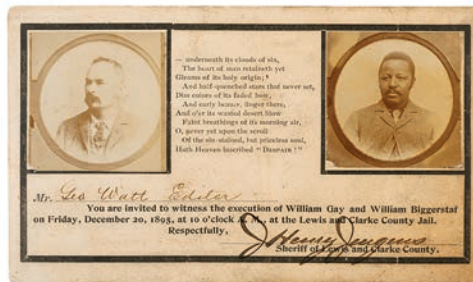 — underneath its clouds of sin,
The heart of man retaineth yet
Gleams of its holy origin;
And half-quenched stars that never set,
Dim colors of its faded bow,
And early beauty, linger there,
And o'er its wasted desert blow
Faint breathings of its morning air,
O, never yet upon the scroll
Of the sin-stained, but priceless soul,
Hath Heaven inscribed "DESPAIR!"
Mr. Geo Watt Editor
You are invited to witness the execution of William Gay and William Biggerstaf
on Friday, December 20, 1895, at 10 o'clock A. M., at the Lewis and Clarke County Jail.
Respectfully,
J Henry Jurgens
Sheriff of Lewis and Clarke County.